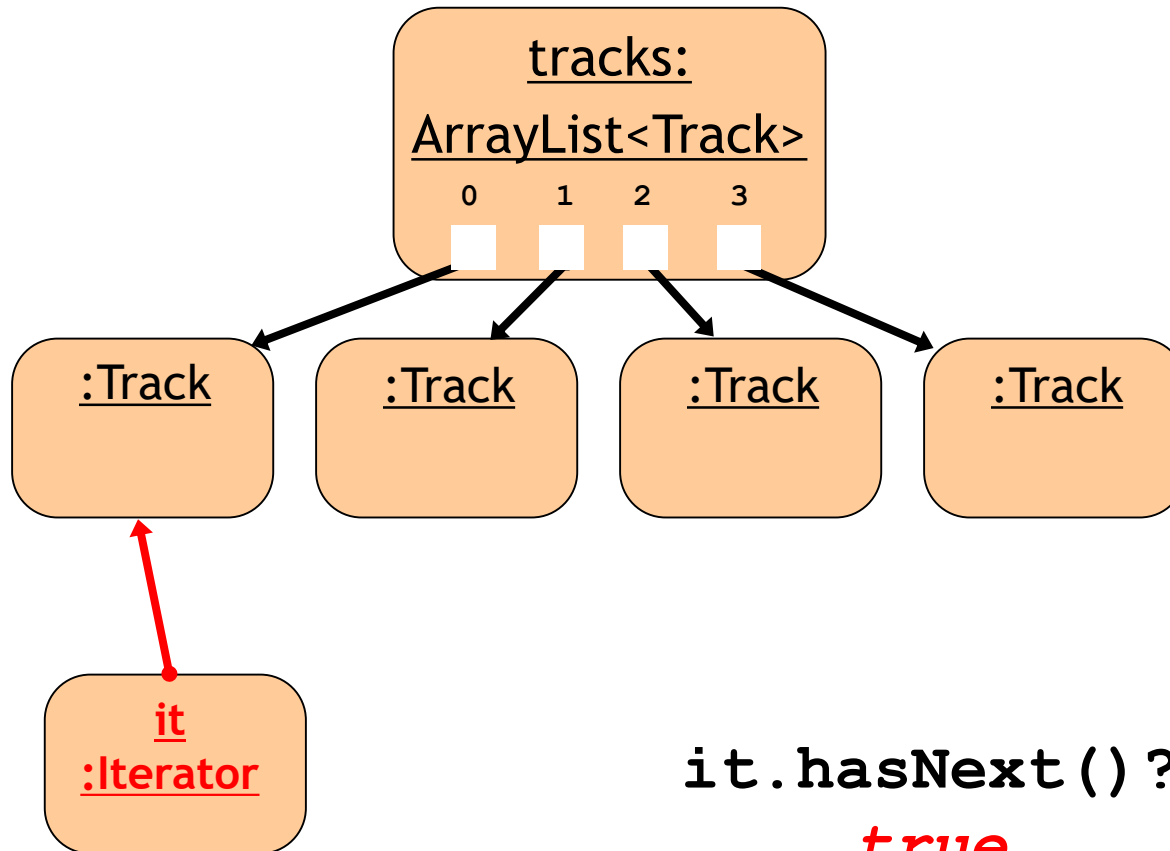 tracks:
ArrayList<Track>
0 1 2 3
:Track :Track :Track :Track
it
:Iterator
it.hasNext()?
true